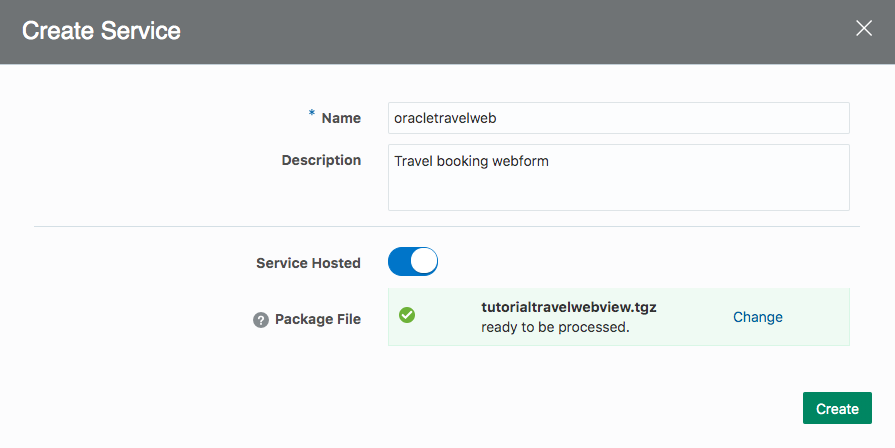 Create Service
* Name
oracletravelweb
Description
Travel booking webform
Service Hosted
? Package File
tutorialtravelwebview.tgz
ready to be processed.
Change
Create